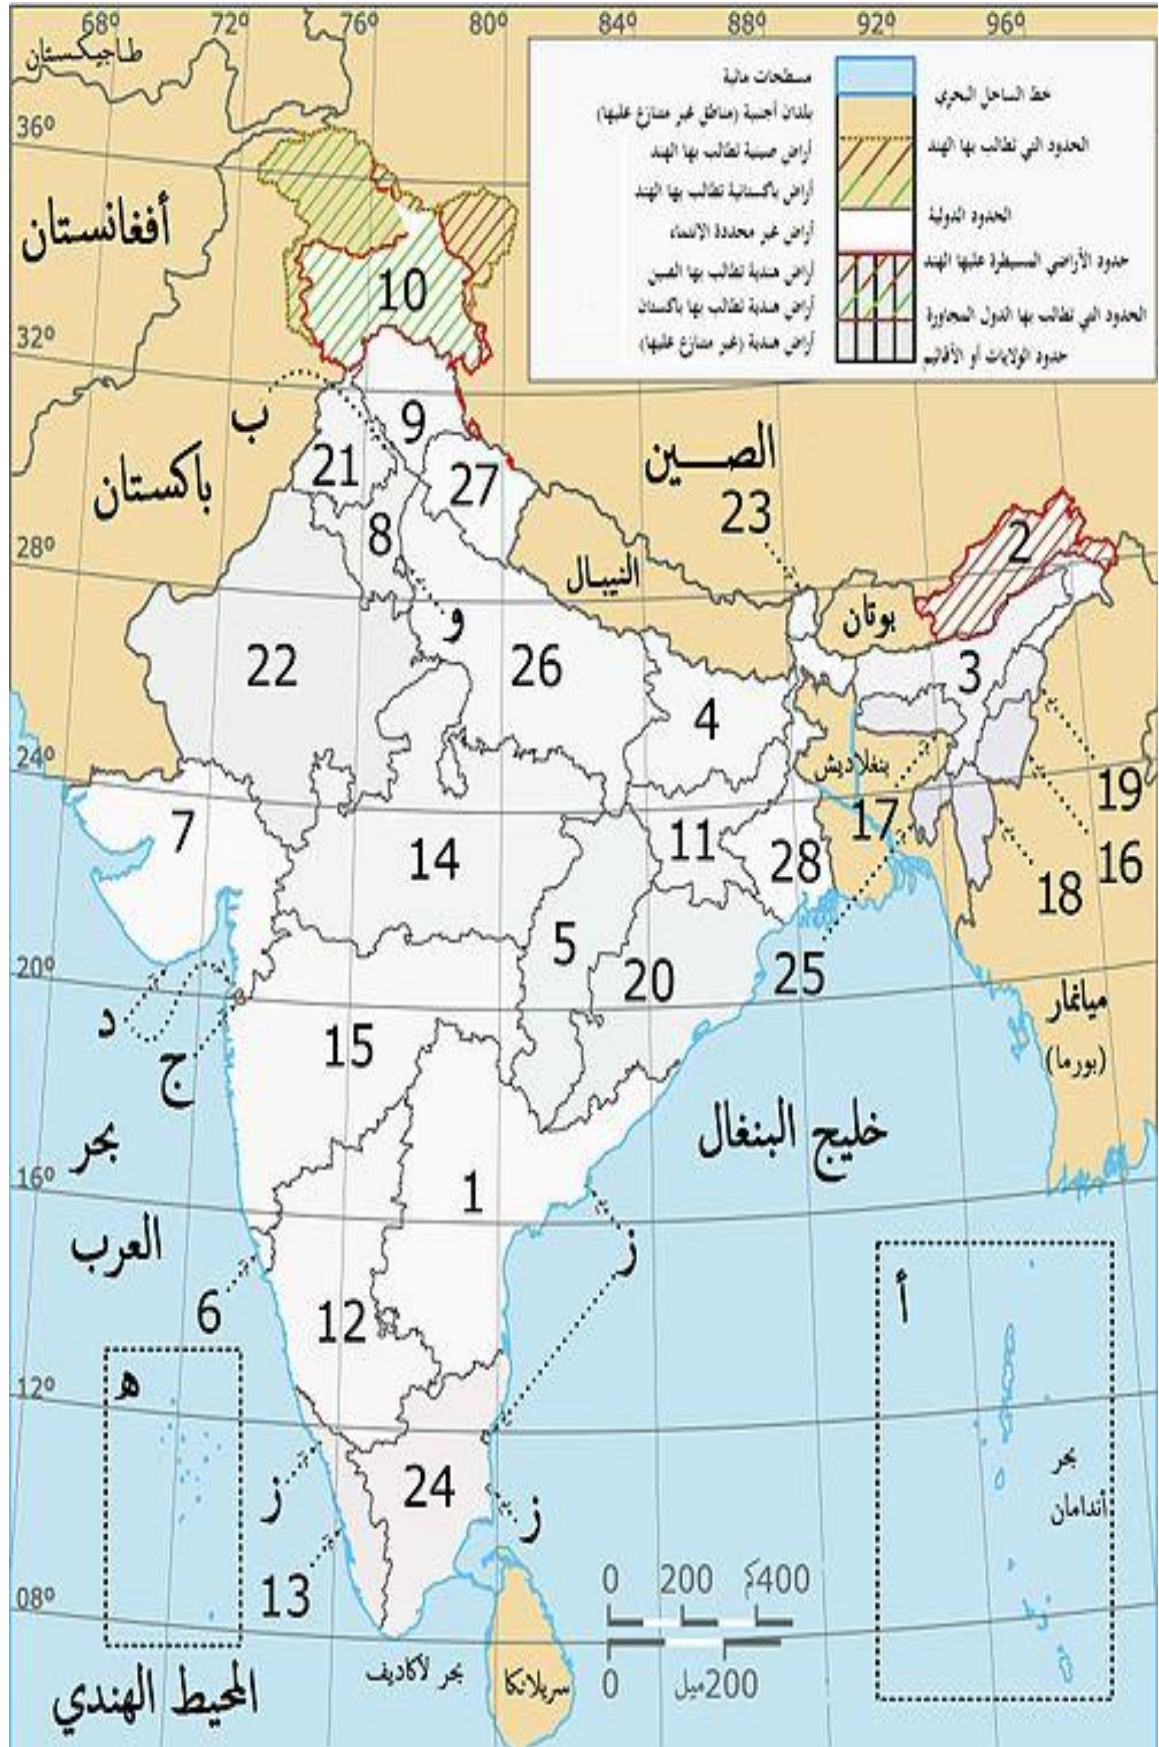 68º 72º 76º 80º 84º 88º 92º 96º
طاجيكستان
مسطحات مائية
خط الساحل البحري
بلدان أجنبية (مناطق غير متنازع عليها)
الحدود التي تطالب بها الهند
أراض صينية تطالب بها الهند
أراض باكستانية تطالب بها الهند
الحدود الدولية
أراض غير محددة الإنتماء
حدود الأراضي المسيطرة عليها الهند
أراض هندية تطالب بها الصين
أراض هندية تطالب بها باكستان
الحدود التي تطالب بها الدول المجاورة
أراض هندية (غير متنازع عليها)
حدود الولايات أو الأقاليم
36º
أفغانستان
10
32º
ب
9
الصين
21
27
باكستان
23
8
2
28º
النيبال
بوتان
و
22
26
3
4
24º
بنغلاديش
19
7
17
11
14
28
16
18
5
25
20
20º
ميانمار
(بورما)
د
15
ج
خليج البنغال
بحر
العرب
16º
1
ز
6
12
أ
12º
ه
بحر
أندامان
24
ز
ز
13
08º
0 200 400كم
0 200ميل
بحر لاكاديف
سريلانكا
المحيط الهندي